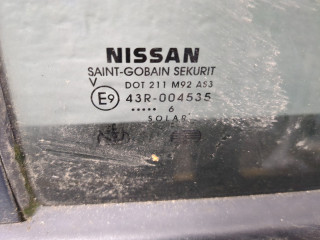 NISSAN
SAINT-GOBAIN SEKURIT
V DOT 211 M92 AS3
E9 43R-004535
..... 6
SOLAR